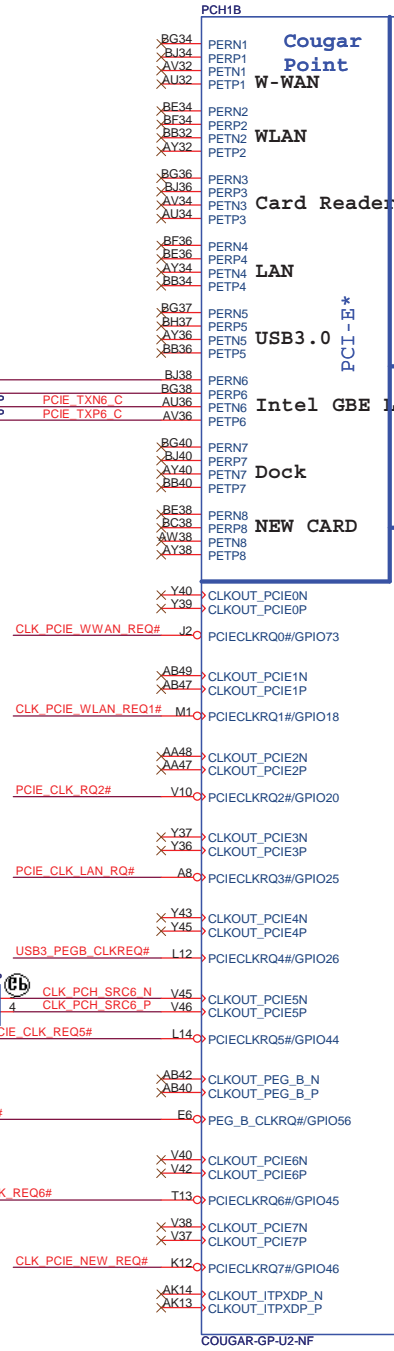 PCH1B
Cougar
Point
BG34 PERN1
BJ34 PERP1
AV32 PETN1
AU32 PETP1
W-WAN
BE34 PERN2
BF34 PERP2
BB32 PETN2
AY32 PETP2
WLAN
BG36 PERN3
BJ36 PERP3
AV34 PETN3
AU34 PETP3
Card Reader
BF36 PERN4
BE36 PERP4
AY34 PETN4
BB34 PETP4
LAN
BG37 PERN5
BH37 PERP5
AY36 PETN5
BB36 PETP5
USB3.0
PCI-E*
BJ38 PERN6
BG38 PERP6
PCIE_TXN6_C AU36 PETN6
PCIE_TXP6_C AV36 PETP6
Intel GBE L
BG40 PERN7
BJ40 PERP7
AY40 PETN7
BB40 PETP7
Dock
BE38 PERN8
BC38 PERP8
AW38 PETN8
AY38 PETP8
NEW CARD
Y40 CLKOUT_PCIE0N
Y39 CLKOUT_PCIE0P
CLK_PCIE_WWAN_REQ# J2 PCIECLKRQ0#/GPIO73
AB49 CLKOUT_PCIE1N
AB47 CLKOUT_PCIE1P
CLK_PCIE_WLAN_REQ1# M1 PCIECLKRQ1#/GPIO18
AA48 CLKOUT_PCIE2N
AA47 CLKOUT_PCIE2P
PCIE_CLK_RQ2# V10 PCIECLKRQ2#/GPIO20
Y37 CLKOUT_PCIE3N
Y36 CLKOUT_PCIE3P
PCIE_CLK_LAN_RQ# A8 PCIECLKRQ3#/GPIO25
Y43 CLKOUT_PCIE4N
Y45 CLKOUT_PCIE4P
USB3_PEGB_CLKREQ# L12 PCIECLKRQ4#/GPIO26
CLK_PCH_SRC6_N V45 CLKOUT_PCIE5N
4 CLK_PCH_SRC6_P V46 CLKOUT_PCIE5P
CIE_CLK_REQ5# L14 PCIECLKRQ5#/GPIO44
AB42 CLKOUT_PEG_B_N
AB40 CLKOUT_PEG_B_P
# E6 PEG_B_CLKRQ#/GPIO56
V40 CLKOUT_PCIE6N
V42 CLKOUT_PCIE6P
K_REQ6# T13 PCIECLKRQ6#/GPIO45
V38 CLKOUT_PCIE7N
V37 CLKOUT_PCIE7P
CLK_PCIE_NEW_REQ# K12 PCIECLKRQ7#/GPIO46
AK14 CLKOUT_ITPXDP_N
AK13 CLKOUT_ITPXDP_P
COUGAR-GP-U2-NF